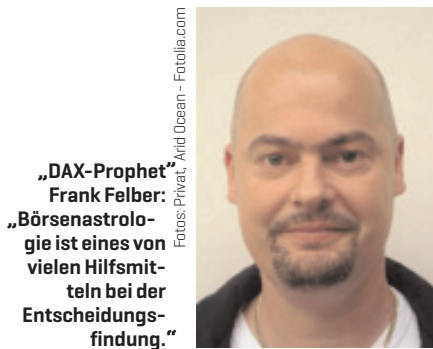 „DAX-Prophet“
Frank Felber:
„Börsenastrolo-
gie ist eines von
vielen Hilfsmit-
teln bei der
Entscheidungs-
findung.“
Fotos: Privat, Arid Ocean - Fotolia.com